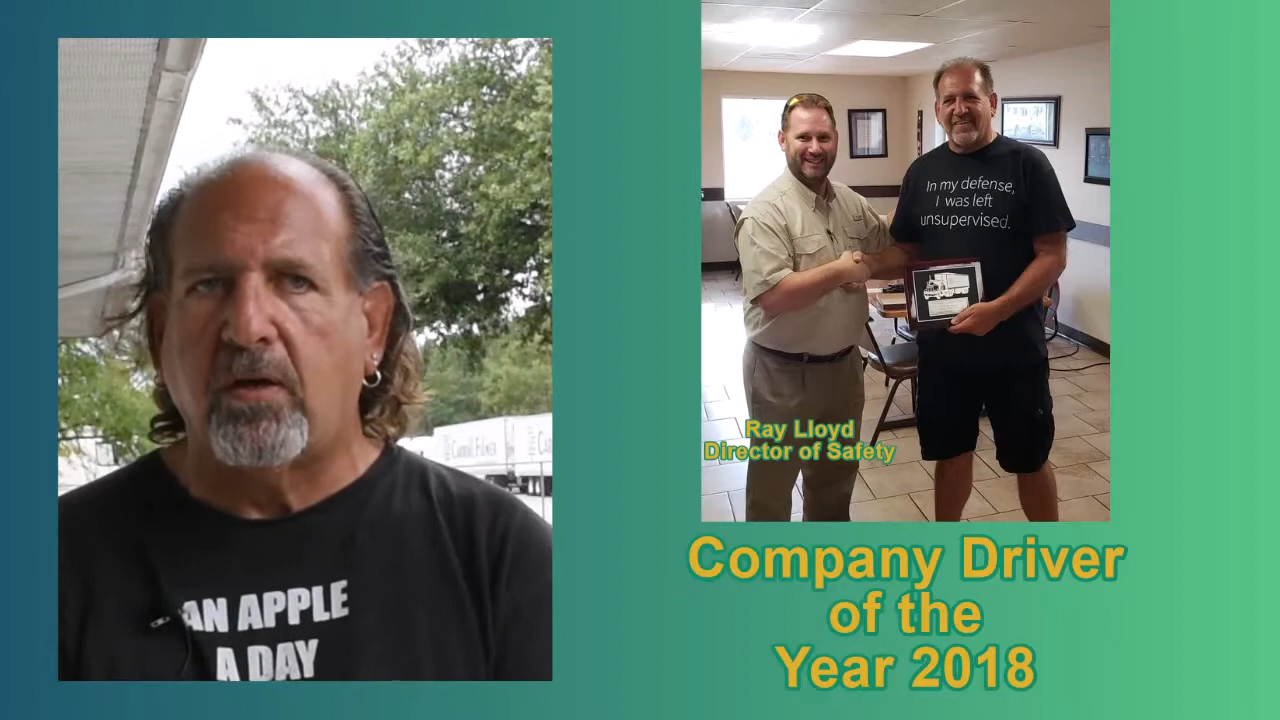 AN APPLE
A DAY
In my defense,
I was left
unsupervised.
Ray Lloyd
Director of Safety
Company Driver
of the
Year 2018